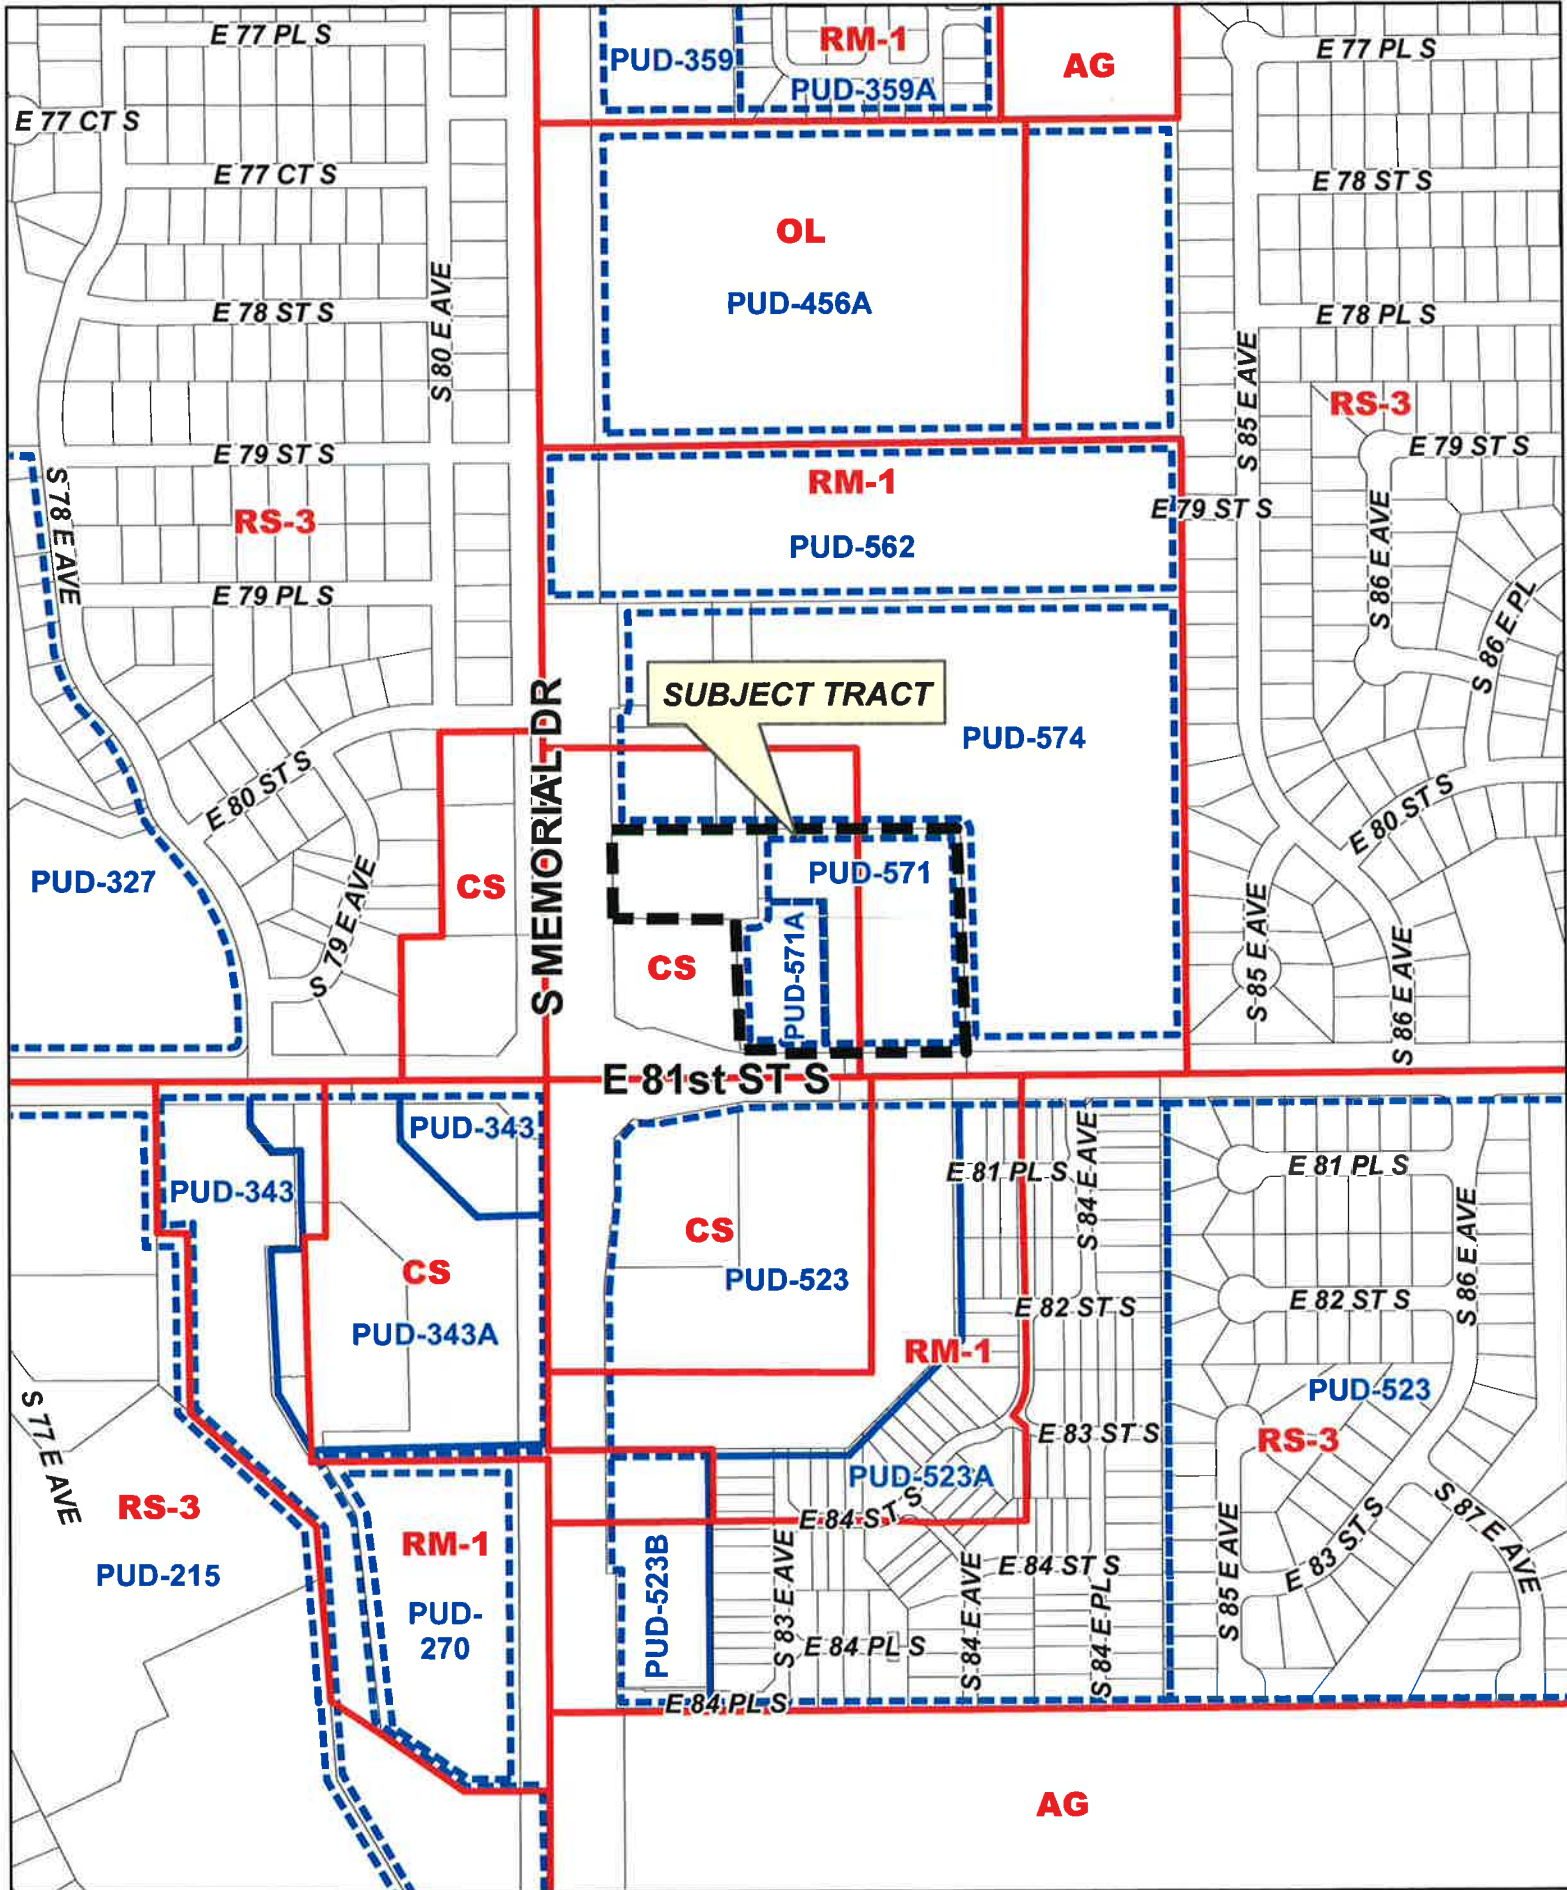 E 77 PL S
PUD-359
RM-1
PUD-359A
AG
E 77 PL S
E 77 CT S
E 77 CT S
E 78 ST S
OL
PUD-456A
S 80 E AVE
E 78 ST S
E 78 PL S
S 85 E AVE
RS-3
E 79 ST S
E 79 ST S
S 78 E AVE
RS-3
RM-1
PUD-562
E 79 ST S
S 86 E AVE
S 86 E PL
E 79 PL S
SUBJECT TRACT
S MEMORIAL DR
PUD-574
E 80 ST S
E 80 ST S
PUD-327
S 79 E AVE
CS
PUD-571
PUD-571A
CS
S 85 E AVE
S 86 E AVE
E 81st ST S
PUD-343
PUD-343
E 81 PL S
S 84 E AVE
E 81 PL S
S 86 E AVE
CS
PUD-523
CS
PUD-343A
E 82 ST S
E 82 ST S
RM-1
PUD-523
S 77 E AVE
E 83 ST S
RS-3
PUD-523A
RS-3
PUD-215
RM-1
PUD-
270
PUD-523B
E 84 ST S
S 83 E AVE
E 84 ST S
S 84 E AVE
S 84 E PL
E 84 PL S
E 84 PL S
S 85 E AVE
E 83 ST S
S 87 E AVE
AG